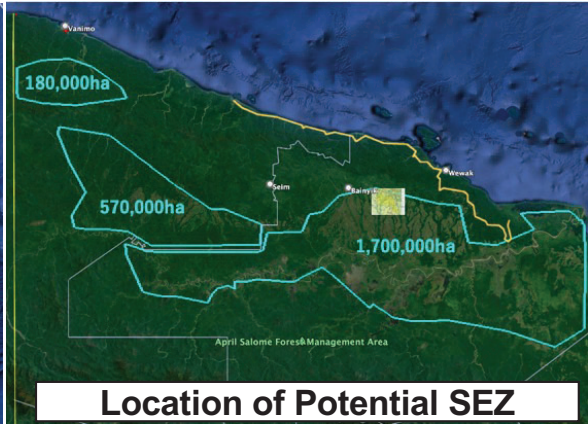 Vanimo
180,000ha
Wewak
Seim
570,000ha
1,700,000ha
April Salome Forest Management Area
Location of Potential SEZ